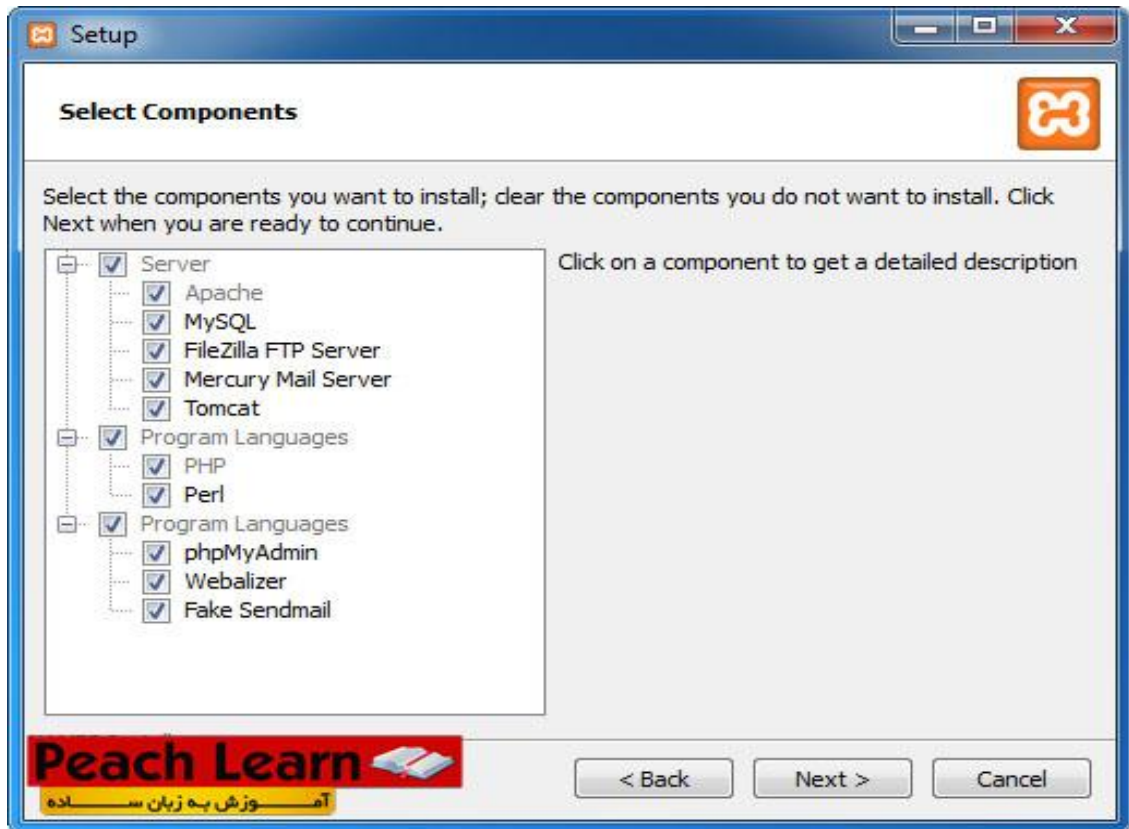 Setup
Select Components
Select the components you want to install; clear the components you do not want to install. Click
Next when you are ready to continue.
Server
Apache
MySQL
FileZilla FTP Server
Mercury Mail Server
Tomcat
Program Languages
PHP
Perl
Program Languages
phpMyAdmin
Webalizer
Fake Sendmail
Click on a component to get a detailed description
Peach Learn
آمـــــوزش به زبان ســـــاده
< Back
Next >
Cancel